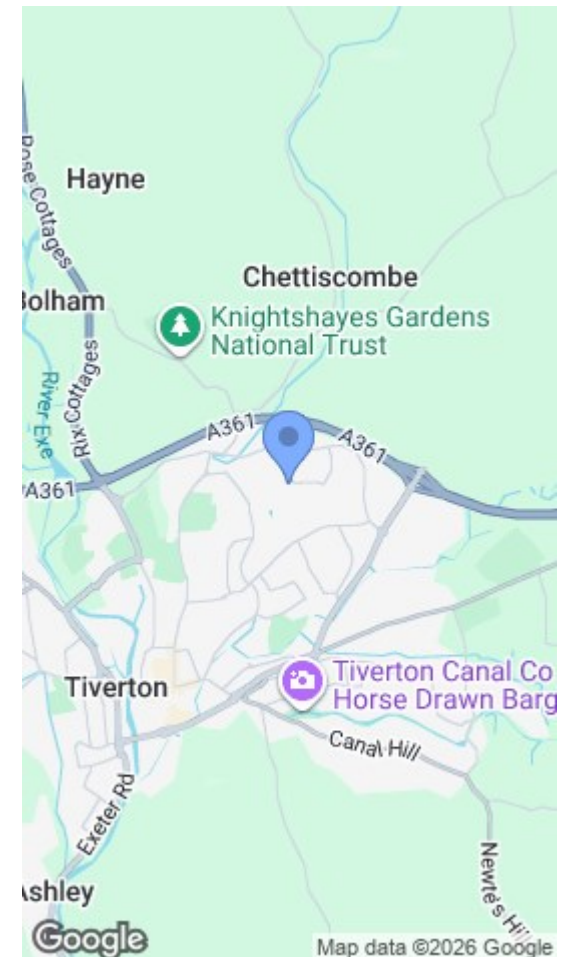 Rose Cottages
Hayne
Chettiscombe
Bolham
Knightshayes Gardens
National Trust
River Exe
Rix Cottages
A361
A361
A361
Tiverton Canal Co
Horse Drawn Barg
Tiverton
Canal Hill
Exeter Rd
Newte's Hill
Ashley
Google
Map data ©2026 Google